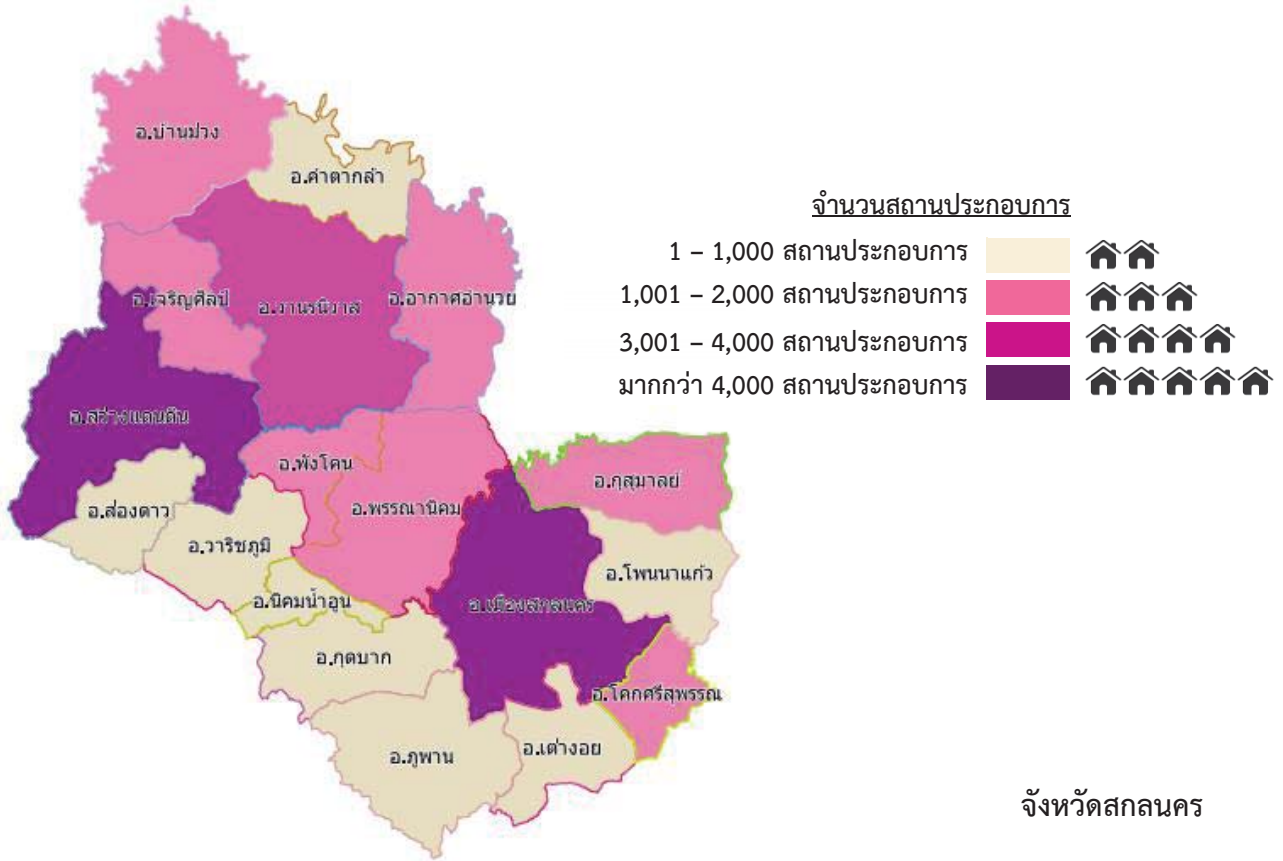 อ.บ้านม่วง
อ.คำตากล้า
จำนวนสถานประกอบการ
1 – 1,000 สถานประกอบการ
1,001 – 2,000 สถานประกอบการ
3,001 – 4,000 สถานประกอบการ
มากกว่า 4,000 สถานประกอบการ
อ.เจริญศิลป์
อ.วานรนิวาส
อ.อากาศอำนวย
อ.สว่างแดนดิน
อ.พังโคน
อ.กุสุมาลย์
อ.ส่องดาว
อ.พรรณานิคม
อ.วาริชภูมิ
อ.โพนนาแก้ว
อ.นิคมน้ำอูน
อ.เมืองสกลนคร
อ.กุดบาก
อ.โคกศรีสุพรรณ
อ.ภูพาน
อ.เต่างอย
จังหวัดสกลนคร